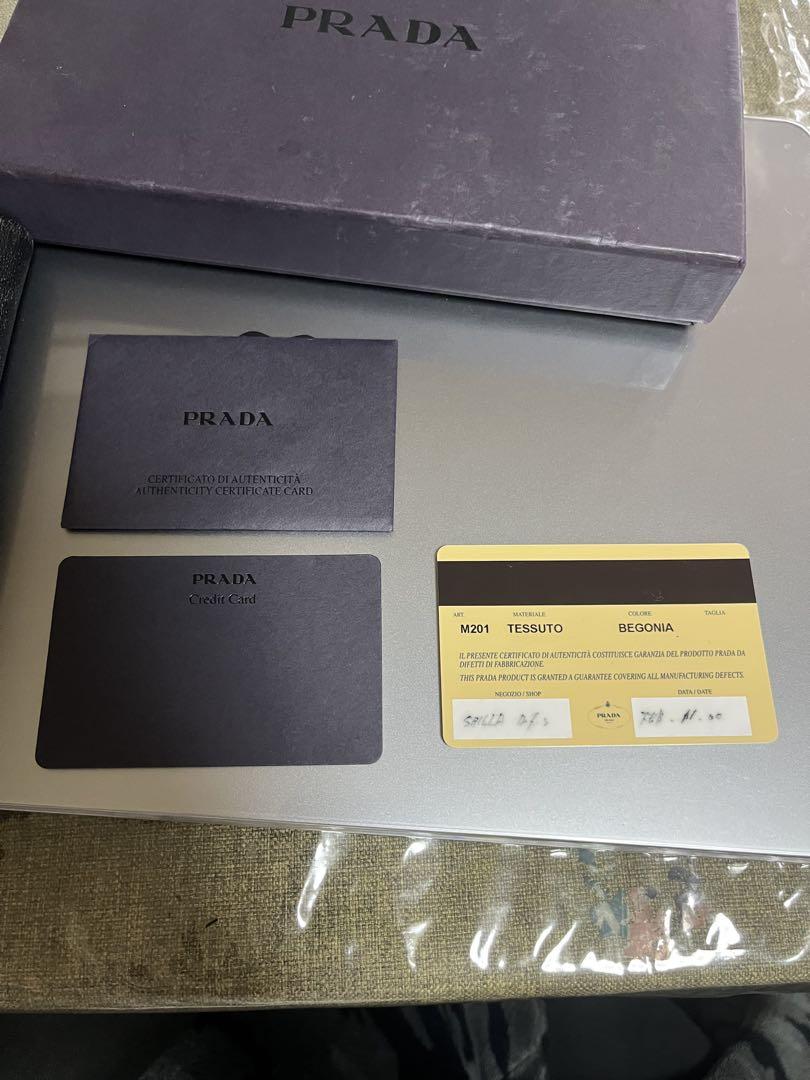 PRADA
PRADA
CERTIFICATO DI AUTENTICITÀ
AUTHENTICITY CERTIFICATE CARD
PRADA
Credit Card
ART. MATERIALE COLORE TAGLIA
M201 TESSUTO BEGONIA
IL PRESENTE CERTIFICATO DI AUTENTICITÀ COSTITUISCE GARANZIA DEL PRODOTTO PRADA DA
DIFETTI DI FABBRICAZIONE.
THIS PRADA PRODUCT IS GRANTED A GUARANTEE COVERING ALL MANUFACTURING DEFECTS.
NEGOZIO / SHOP DATA / DATE
PRADA